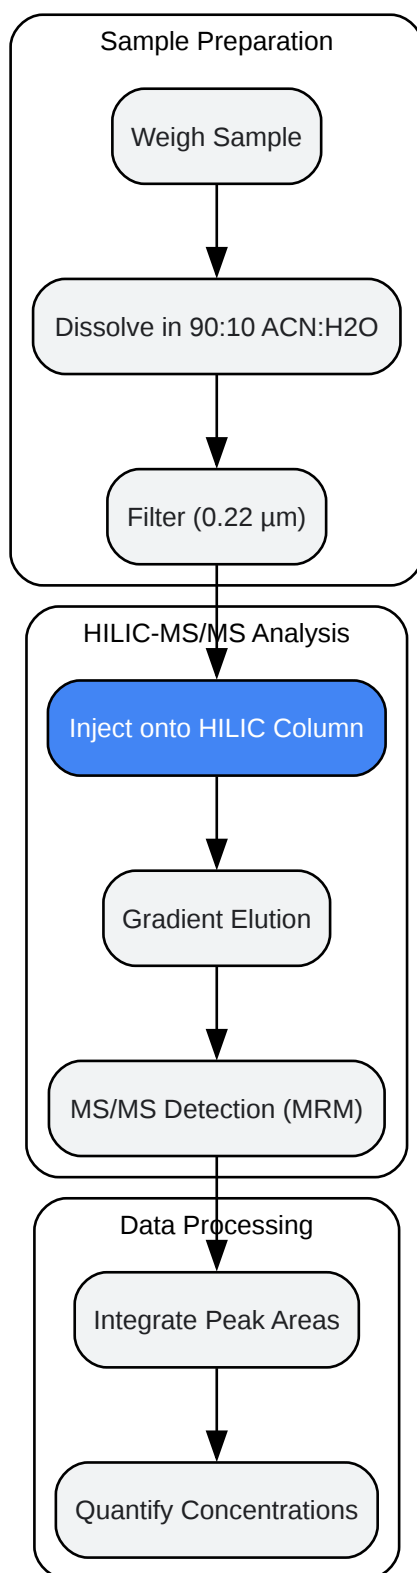 Sample Preparation
Weigh Sample
Dissolve in 90:10 ACN:H2O
Filter (0.22 µm)
HILIC-MS/MS Analysis
Inject onto HILIC Column
Gradient Elution
MS/MS Detection (MRM)
Data Processing
Integrate Peak Areas
Quantify Concentrations